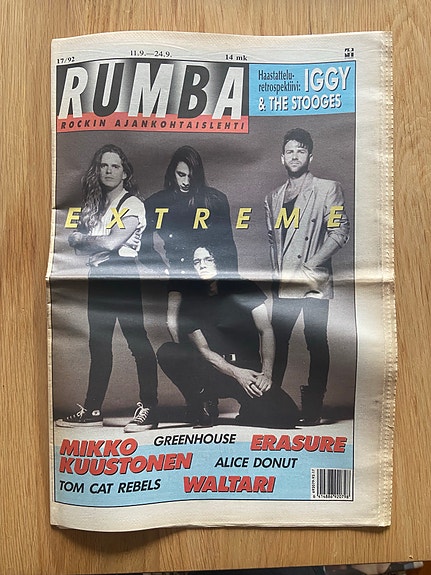 17/92 11.9.—24.9. 14 mk
RUMBA
ROCKIN AJANKOHTAISLEHTI
Haastattelu-
retrospektiivi: IGGY
& THE STOOGES
EXTREME
MIKKO GREENHOUSE ERASURE
KUUSTONEN ALICE DONUT
TOM CAT REBELS WALTARI